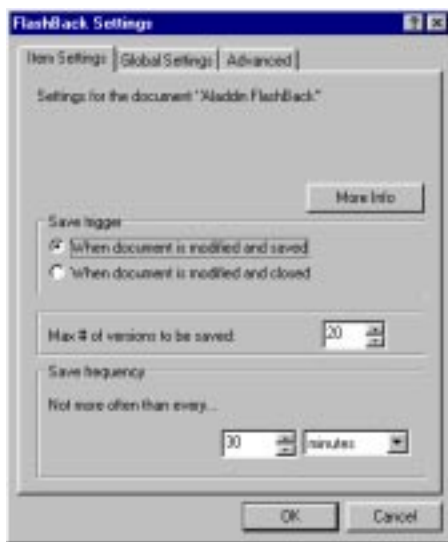 FlashBack Settings
Item Settings Global Settings Advanced
Settings for the document "Aladdin FlashBack"
More Info
Save trigger
When document is modified and saved
When document is modified and closed
Max # of versions to be saved: 20
Save frequency
Not more often than every...
30 minutes
OK Cancel